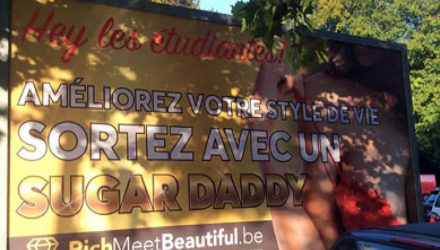 Hey les étudiantes!
AMÉLIOREZ VOTRE STYLE DE VIE
SORTEZ AVEC UN
SUGAR DADDY
RichMeetBeautiful.be